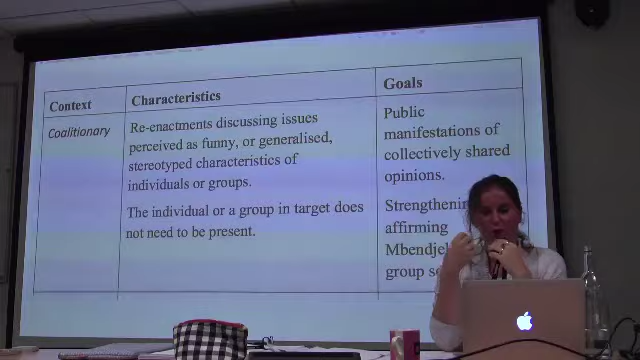 Context
Characteristics
Goals
Coalitionary
Re-enactments discussing issues
perceived as funny, or generalised,
stereotyped characteristics of
individuals or groups.
The individual or a group in target does
not need to be present.
Public
manifestations of
collectively shared
opinions.
affirming
group